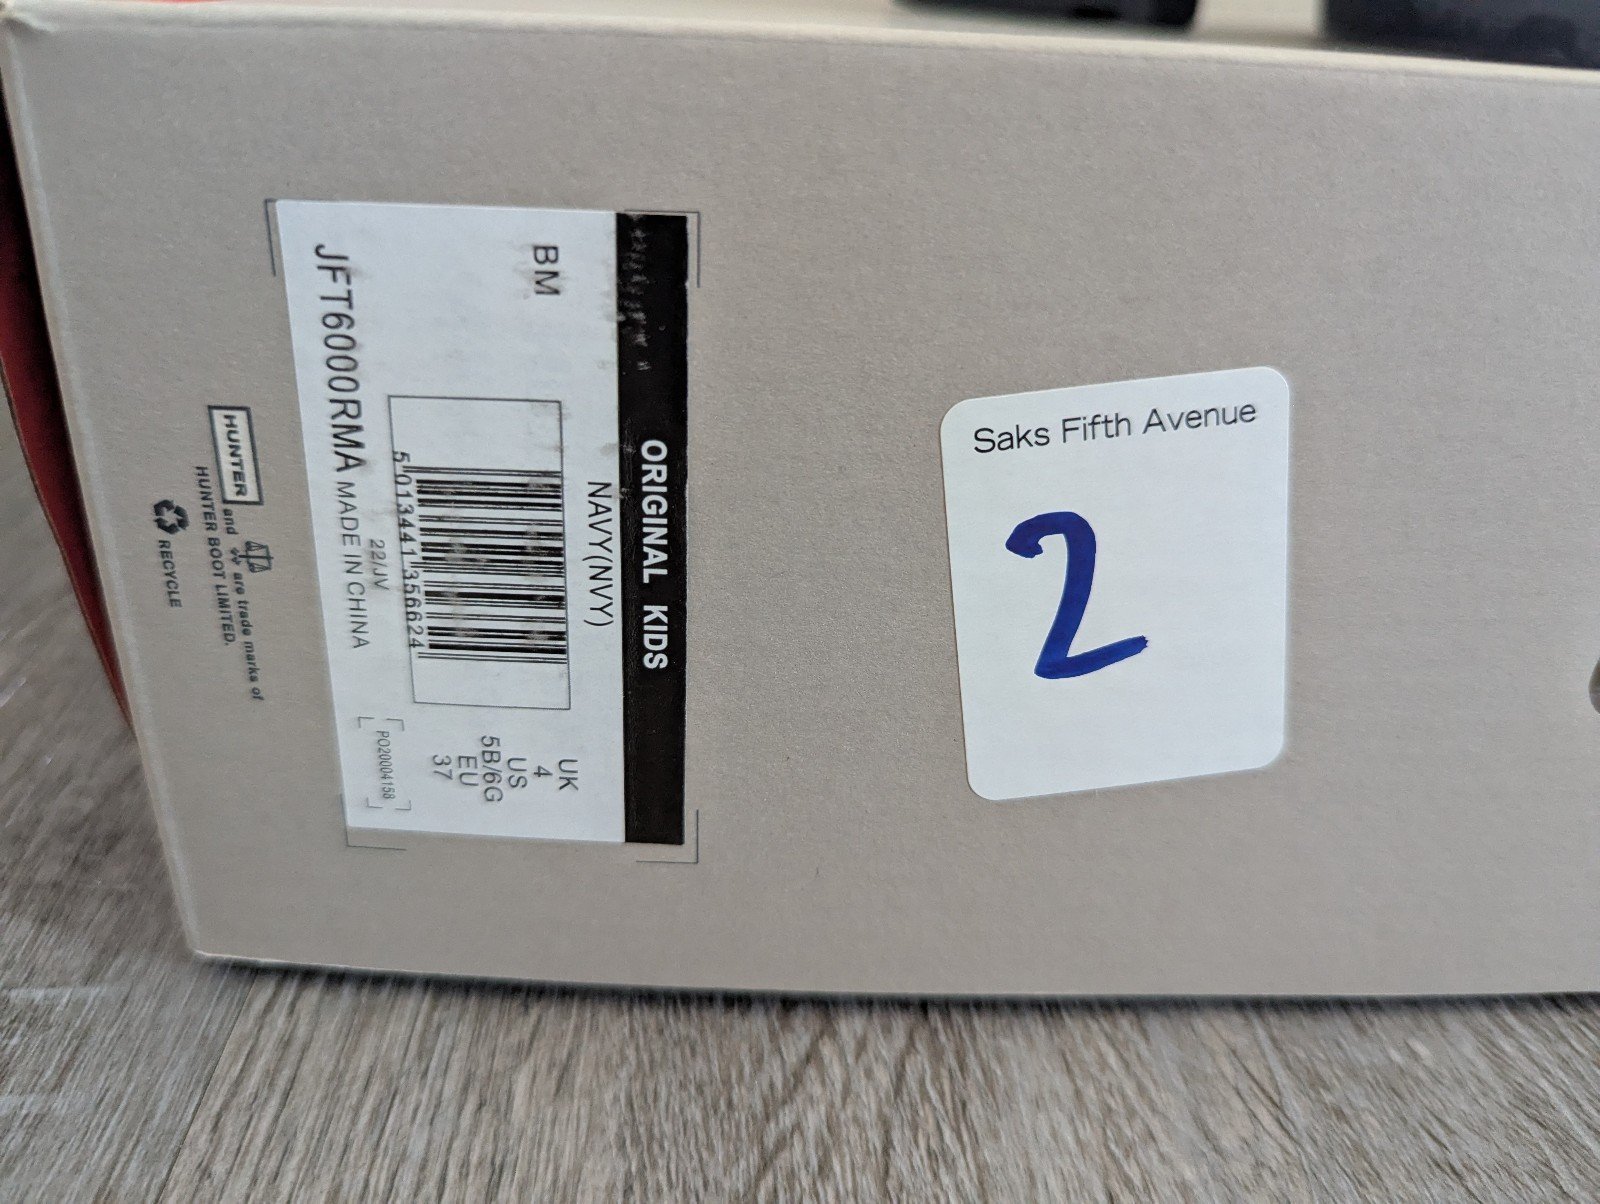 ORIGINAL KIDS
NAVY(NVY)
BM
5 013441 356624
UK
4
US
5B/6G
EU
37
22/JV
JFT6000RMA MADE IN CHINA
PO20004158
HUNTER and are trade marks of
HUNTER BOOT LIMITED.
RECYCLE
Saks Fifth Avenue
2